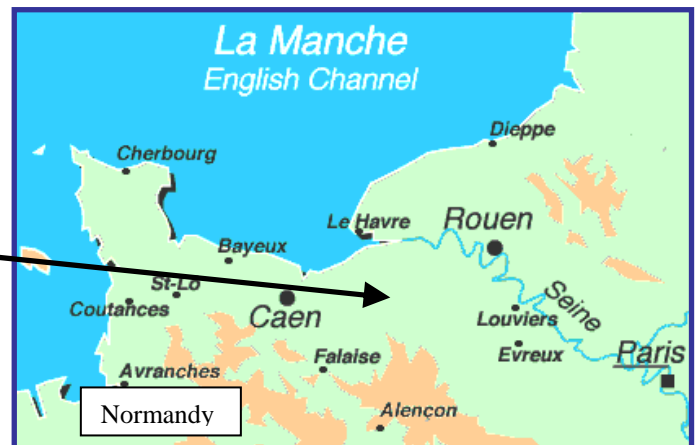 La Manche
English Channel
Dieppe
Cherbourg
Le Havre
Rouen
Bayeux
St-Lo
Coutances
Caen
Seine
Louviers
Falaise
Evreux
Paris
Avranches
Normandy
Alençon